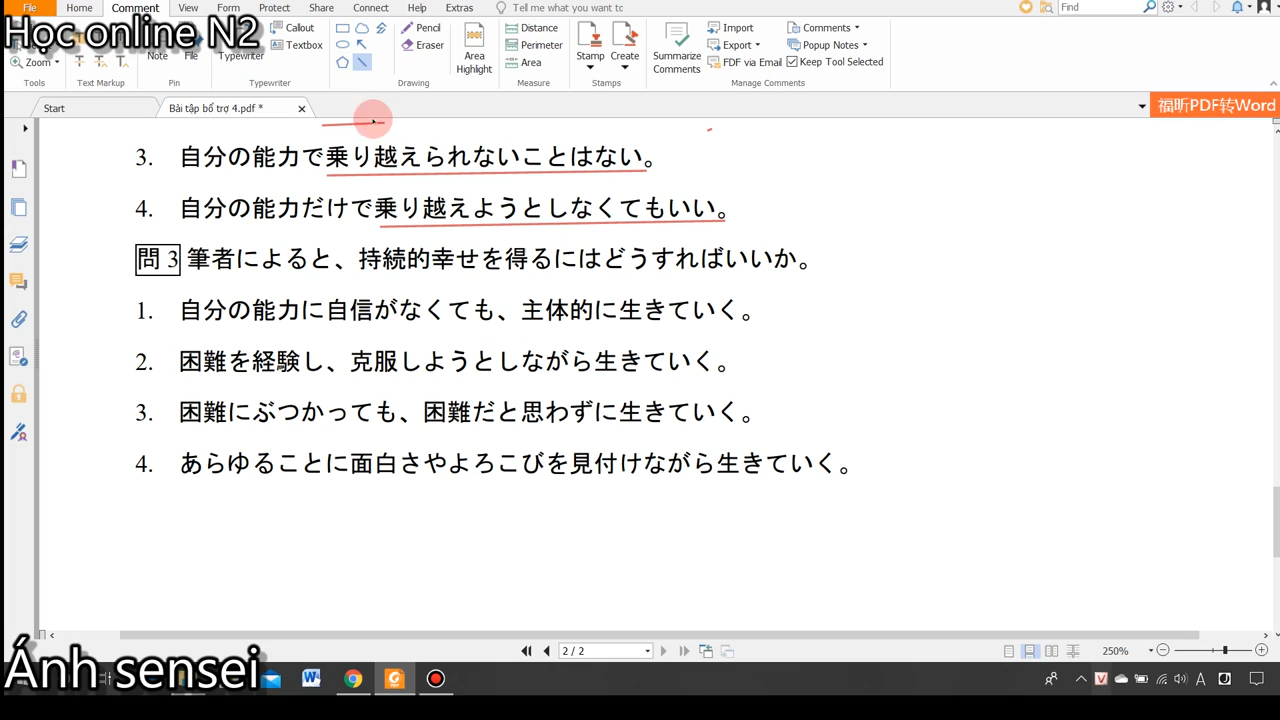 File Home Comment View Form Protect Share Connect Help Extras Tell me what you want tc Find
Học online N2
Callout Pencil Distance Import Comments
File Textbox Eraser Perimeter Export Popup Notes
Zoom Note Typewriter Area Highlight Area Stamp Create Summarize Comments FDF via Email Keep Tool Selected
Tools Text Markup Pin Typewriter Drawing Measure Stamps Manage Comments
Start Bài tập bổ trợ 4.pdf * 福昕PDF转Word
3. 自分の能力で乗り越えられないことはない。
4. 自分の能力だけで乗り越えようとしなくてもいい。
問 3 筆者によると、持続的幸せを得るにはどうすればいいか。
1. 自分の能力に自信がなくても、主体的に生きていく。
2. 困難を経験し、克服しようとしながら生きていく。
3. 困難にぶつかっても、困難だと思わずに生きていく。
4. あらゆることに面白さやよろこびを見付けながら生きていく。
2 / 2 250%
Ánh sensei